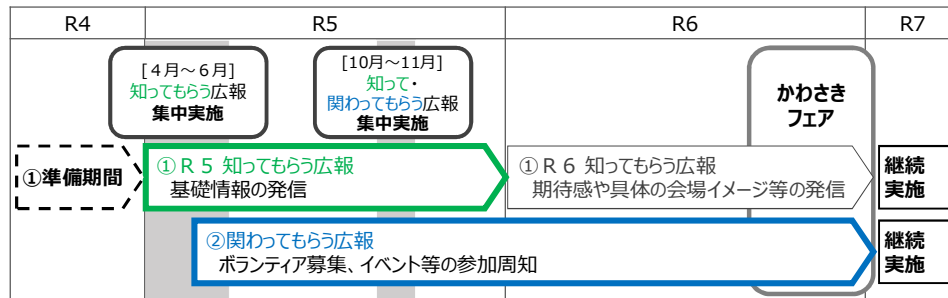 R4
R5
R6
R7
[４月～６月]
知ってもらう広報
集中実施
[10月～11月]
知って・
関わってもらう広報
集中実施
かわさき
フェア
①準備期間
①Ｒ５ 知ってもらう広報
基礎情報の発信
①Ｒ６ 知ってもらう広報
期待感や具体の会場イメージ等の発信
継続
実施
②関わってもらう広報
ボランティア募集、イベント等の参加周知
継続
実施